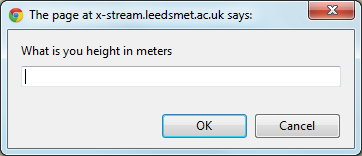 The page at x-stream.leedsmet.ac.uk says:
What is you height in meters
OK
Cancel